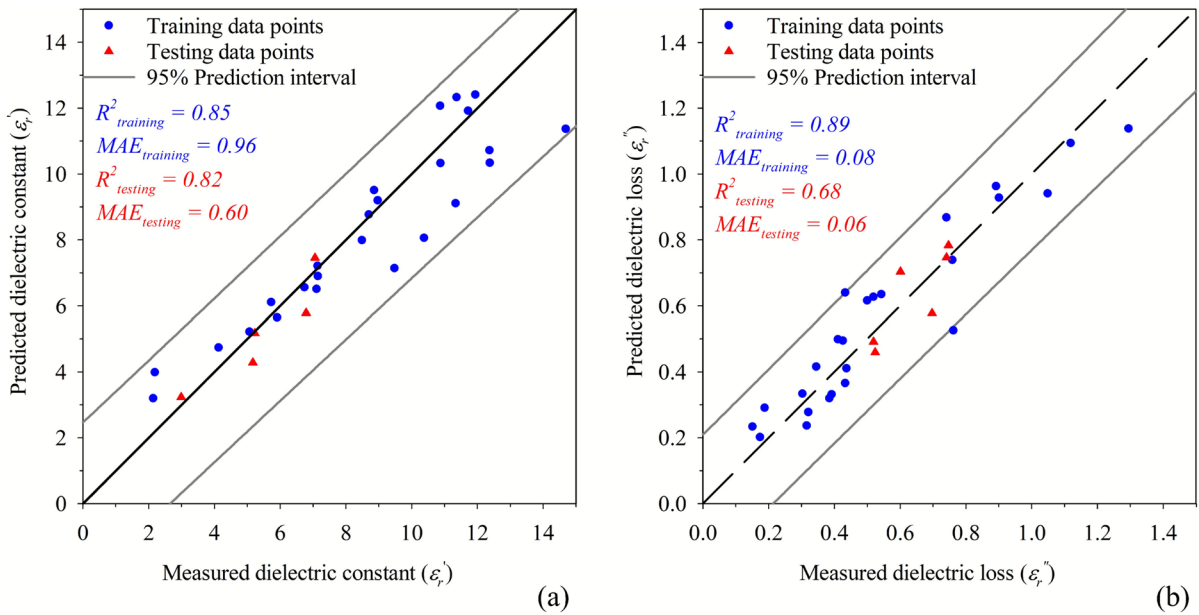 Training data points
Testing data points
95% Prediction interval
R²training = 0.85
MAEtraining = 0.96
R²testing = 0.82
MAEtesting = 0.60
Predicted dielectric constant (εr')
14
12
10
8
6
4
2
0
0 2 4 6 8 10 12 14
Measured dielectric constant (εr')
(a)
Training data points
Testing data points
95% Prediction interval
R²training = 0.89
MAEtraining = 0.08
R²testing = 0.68
MAEtesting = 0.06
Predicted dielectric loss (εr'')
1.4
1.2
1.0
0.8
0.6
0.4
0.2
0.0
0.0 0.2 0.4 0.6 0.8 1.0 1.2 1.4
Measured dielectric loss (εr'')
(b)